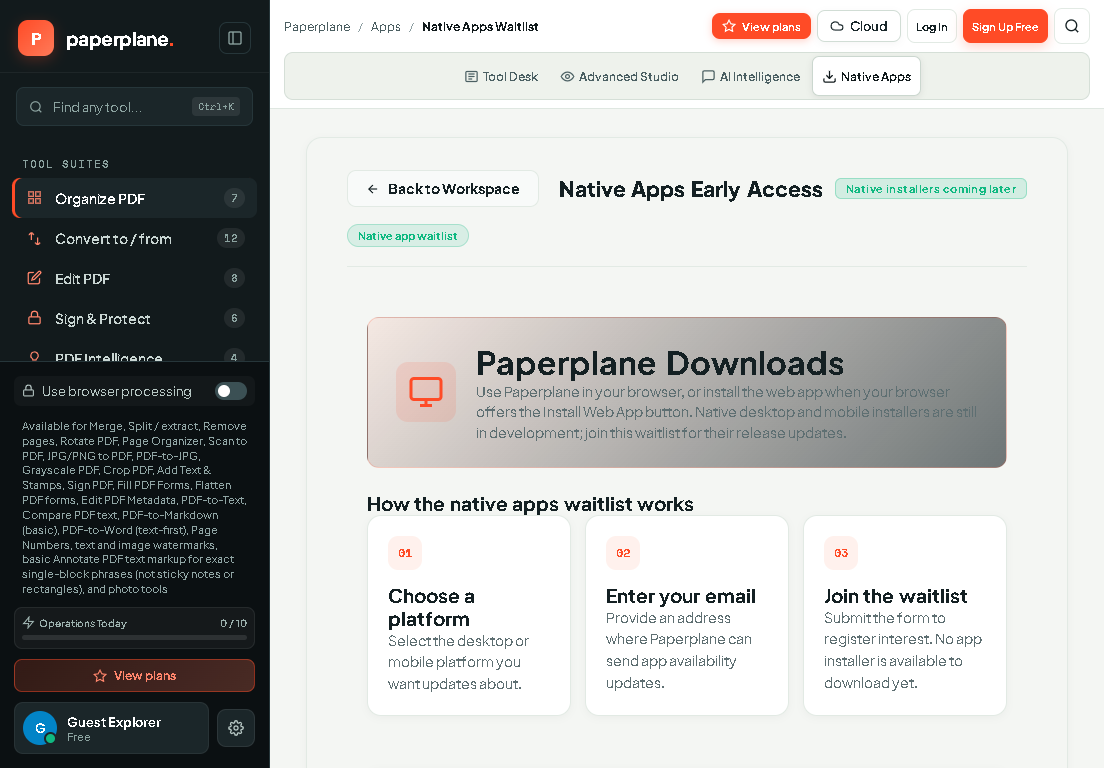 P paperplane.
Find any tool... Ctrl+K
TOOL SUITES
Organize PDF 7
Convert to / from 12
Edit PDF 8
Sign & Protect 6
PDF Intelligence 4
Use browser processing
Available for Merge, Split / extract, Remove
pages, Rotate PDF, Page Organizer, Scan to
PDF, JPG/PNG to PDF, PDF-to-JPG,
Grayscale PDF, Crop PDF, Add Text &
Stamps, Sign PDF, Fill PDF Forms, Flatten
PDF forms, Edit PDF Metadata, PDF-to-Text,
Compare PDF text, PDF-to-Markdown
(basic), PDF-to-Word (text-first), Page
Numbers, text and image watermarks,
basic Annotate PDF text markup for exact
single-block phrases (not sticky notes or
rectangles), and photo tools
Operations Today 0 / 10
View plans
G Guest Explorer
Free
Paperplane / Apps / Native Apps Waitlist
View plans
Cloud
Log In
Sign Up Free
Tool Desk
Advanced Studio
AI Intelligence
Native Apps
Back to Workspace
Native Apps Early Access
Native installers coming later
Native app waitlist
Paperplane Downloads
Use Paperplane in your browser, or install the web app when your browser
offers the Install Web App button. Native desktop and mobile installers are still
in development; join this waitlist for their release updates.
How the native apps waitlist works
01
Choose a
platform
Select the desktop or
mobile platform you
want updates about.
02
Enter your email
Provide an address
where Paperplane can
send app availability
updates.
03
Join the waitlist
Submit the form to
register interest. No app
installer is available to
download yet.